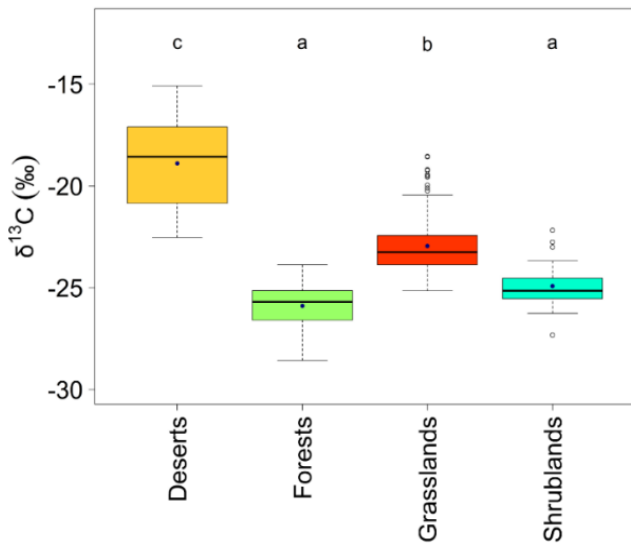 c a b a
δ13C (‰)
-15
-20
-25
-30
Deserts
Forests
Grasslands
Shrublands